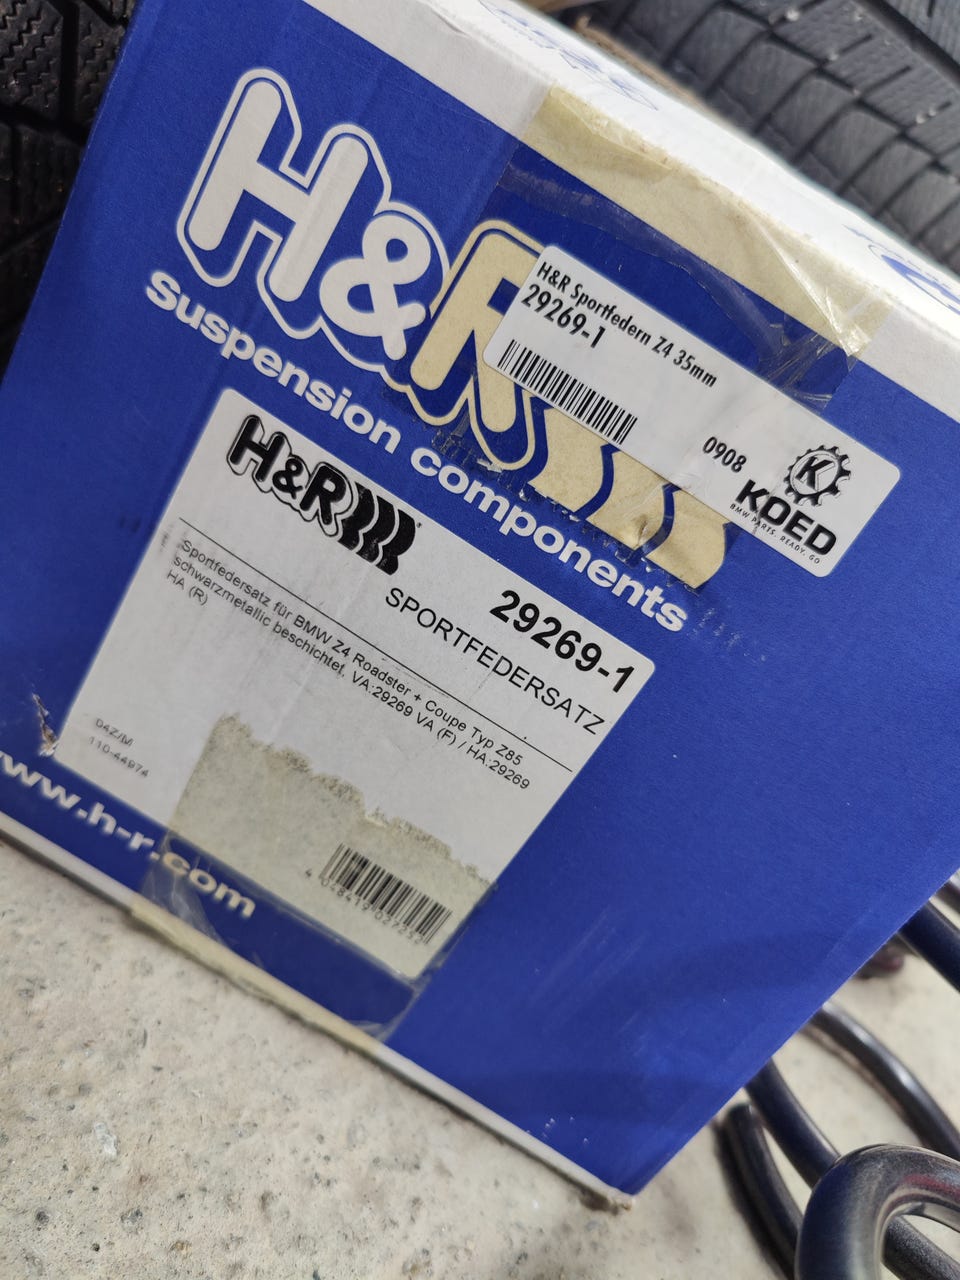 H&R
Suspension components
H&R Sportfedern Z4 35mm
29269-1
0908
K
KOED
BMW PARTS. READY. GO
H&R
29269-1
SPORTFEDERSATZ
Sportfedersatz für BMW Z4 Roadster + Coupe Typ Z85
schwarzmetallic beschichtet, VA:29269 VA (F) / HA:29269
HA (R)
04Z/M
110-44974
www.h-r.com